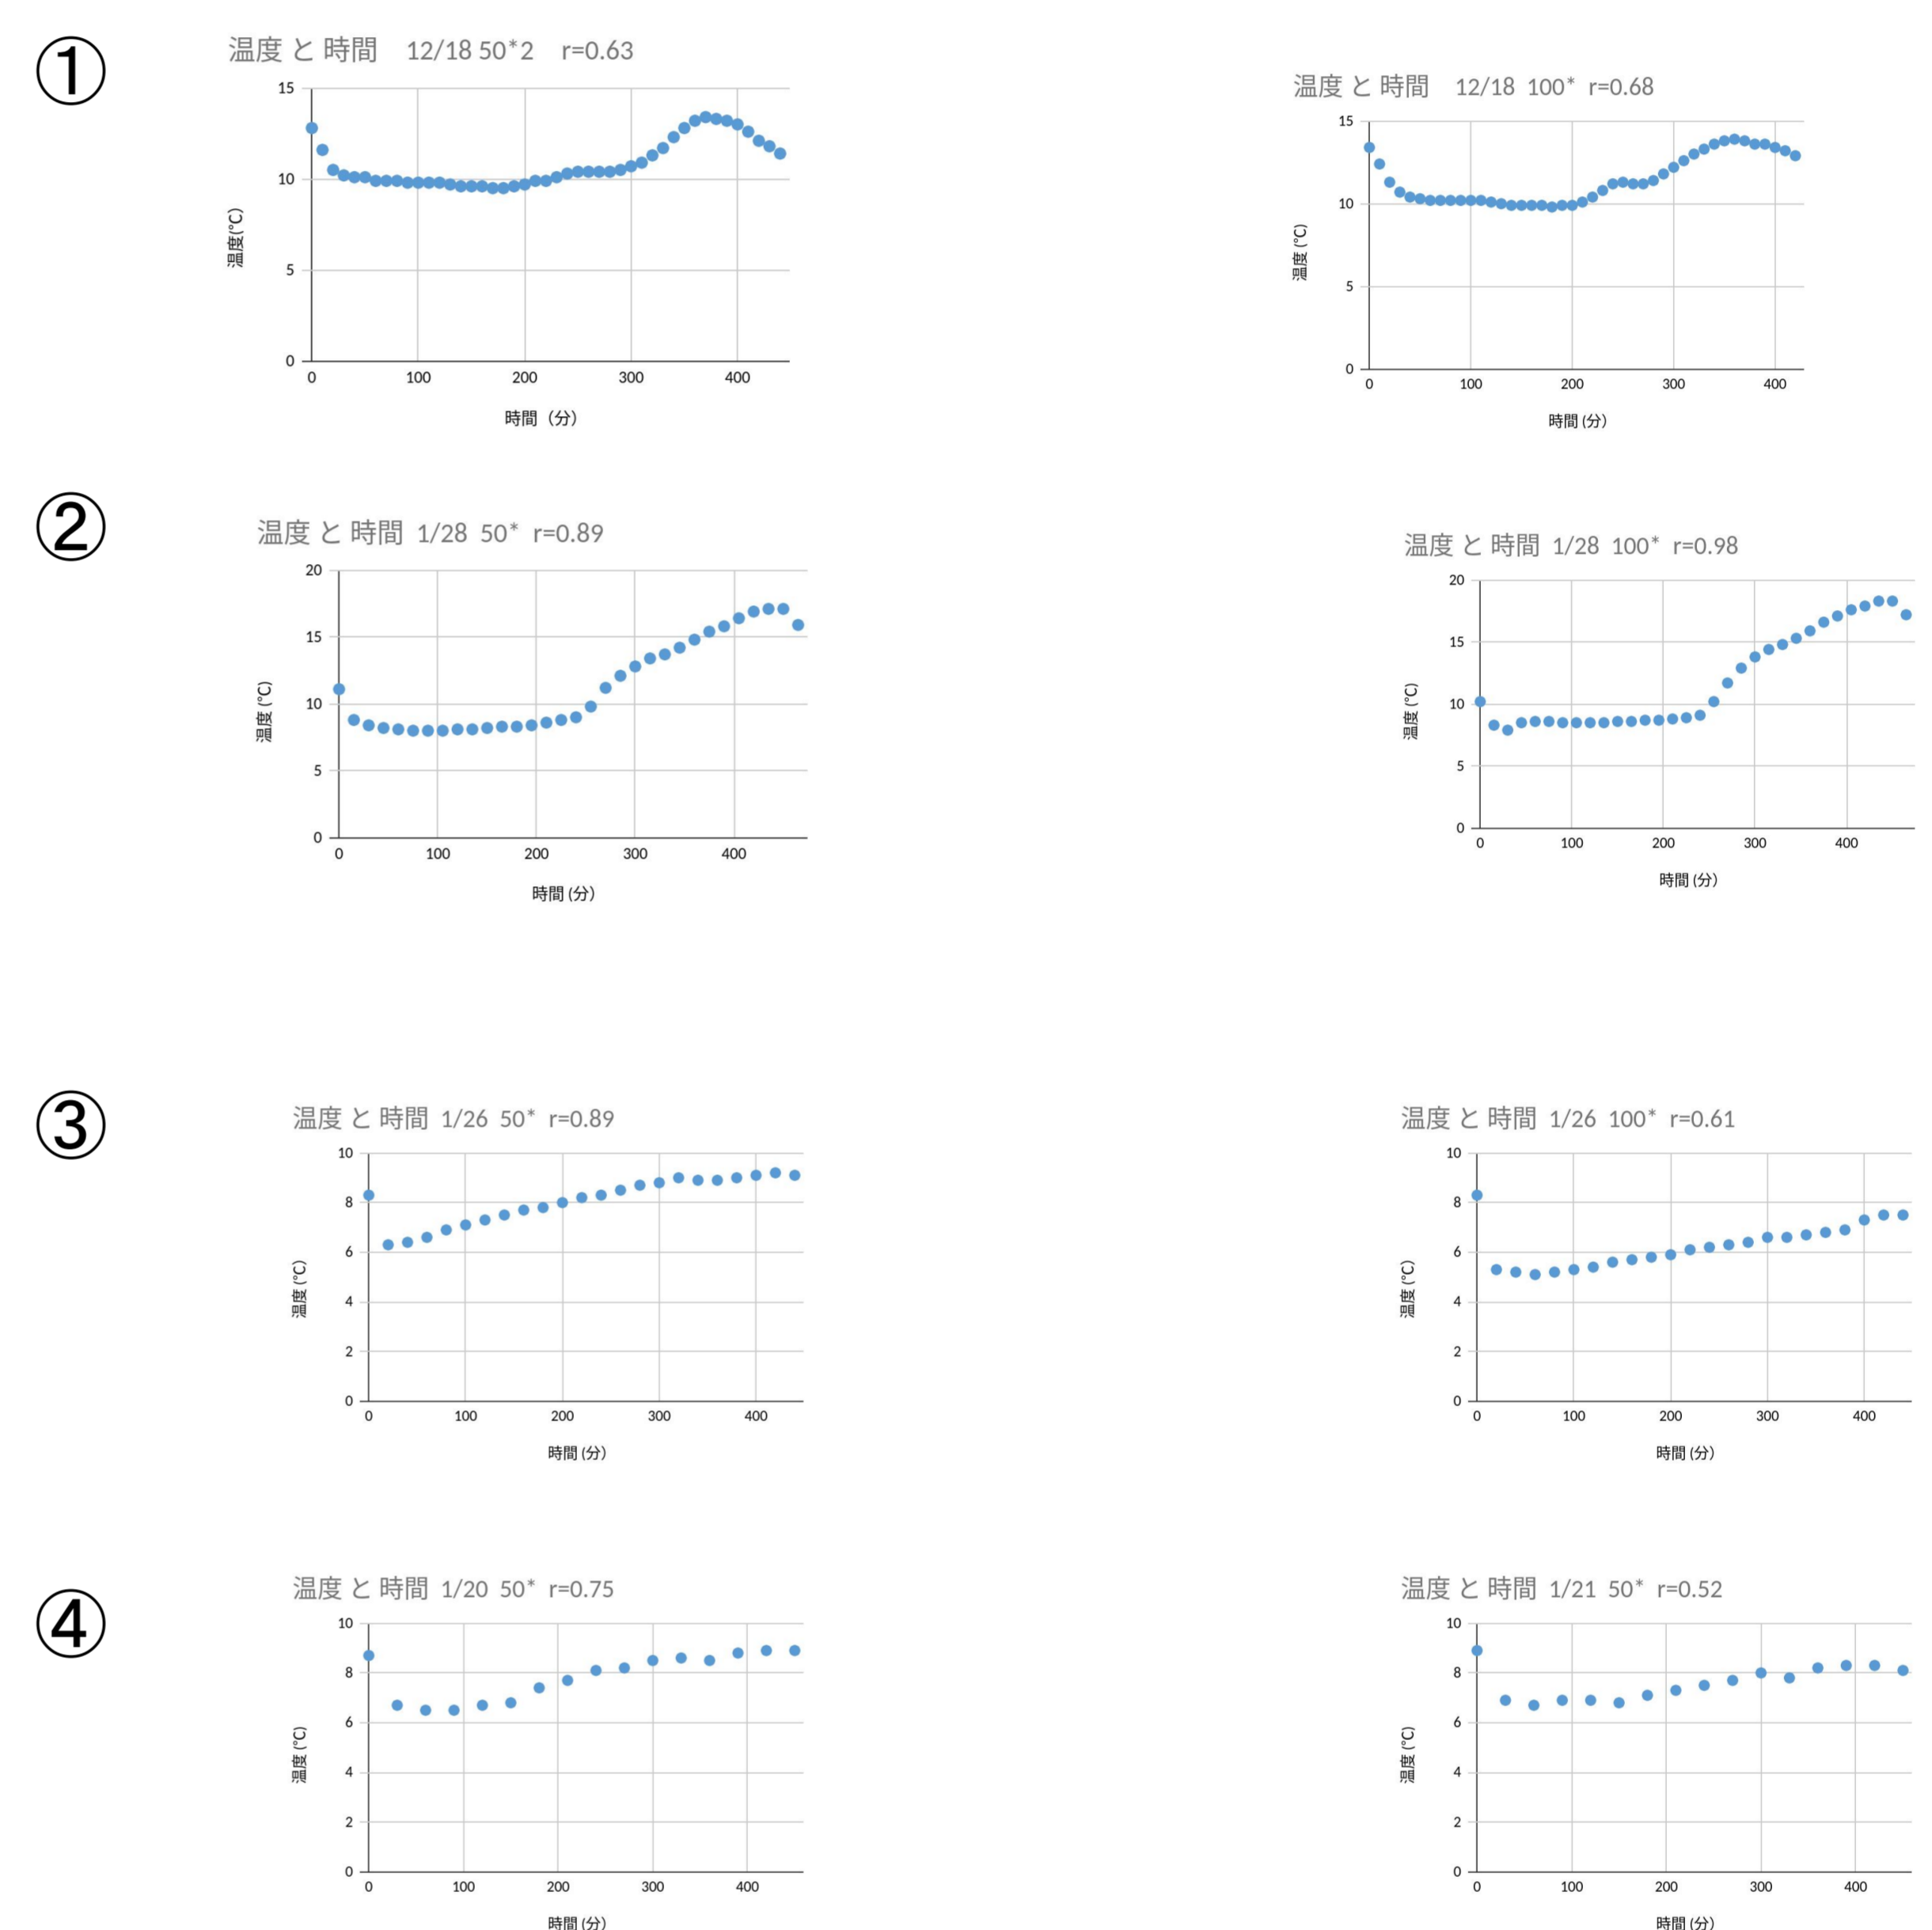 ①
温度 と 時間　12/18 50*2　r=0.63
15
10
5
0
温度(℃)
0 100 200 300 400
時間（分）
温度 と 時間　12/18 100* r=0.68
15
10
5
0
温度 (℃)
0 100 200 300 400
時間 (分）
②
温度 と 時間 1/28 50* r=0.89
20
15
10
5
0
温度 (℃)
0 100 200 300 400
時間 (分）
温度 と 時間 1/28 100* r=0.98
20
15
10
5
0
温度 (℃)
0 100 200 300 400
時間 (分）
③
温度 と 時間 1/26 50* r=0.89
10
8
6
4
2
0
温度 (℃)
0 100 200 300 400
時間 (分）
温度 と 時間 1/26 100* r=0.61
10
8
6
4
2
0
温度 (℃)
0 100 200 300 400
時間 (分）
④
温度 と 時間 1/20 50* r=0.75
10
8
6
4
2
0
温度 (℃)
0 100 200 300 400
時間 (分）
温度 と 時間 1/21 50* r=0.52
10
8
6
4
2
0
温度 (℃)
0 100 200 300 400
時間 (分）